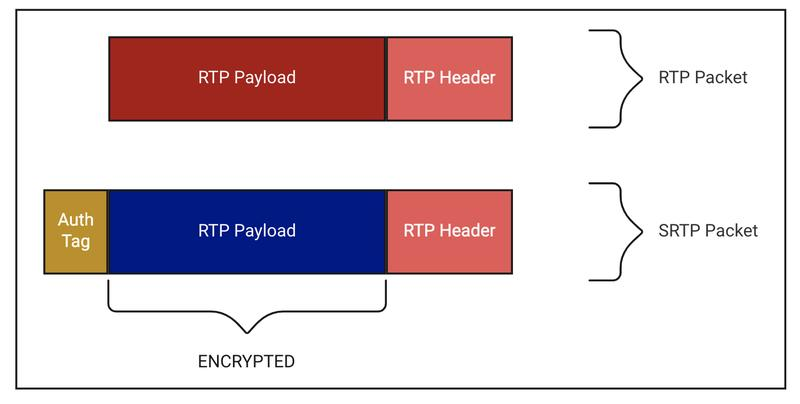 RTP Payload
RTP Header
RTP Packet
Auth
Tag
RTP Payload
RTP Header
SRTP Packet
ENCRYPTED